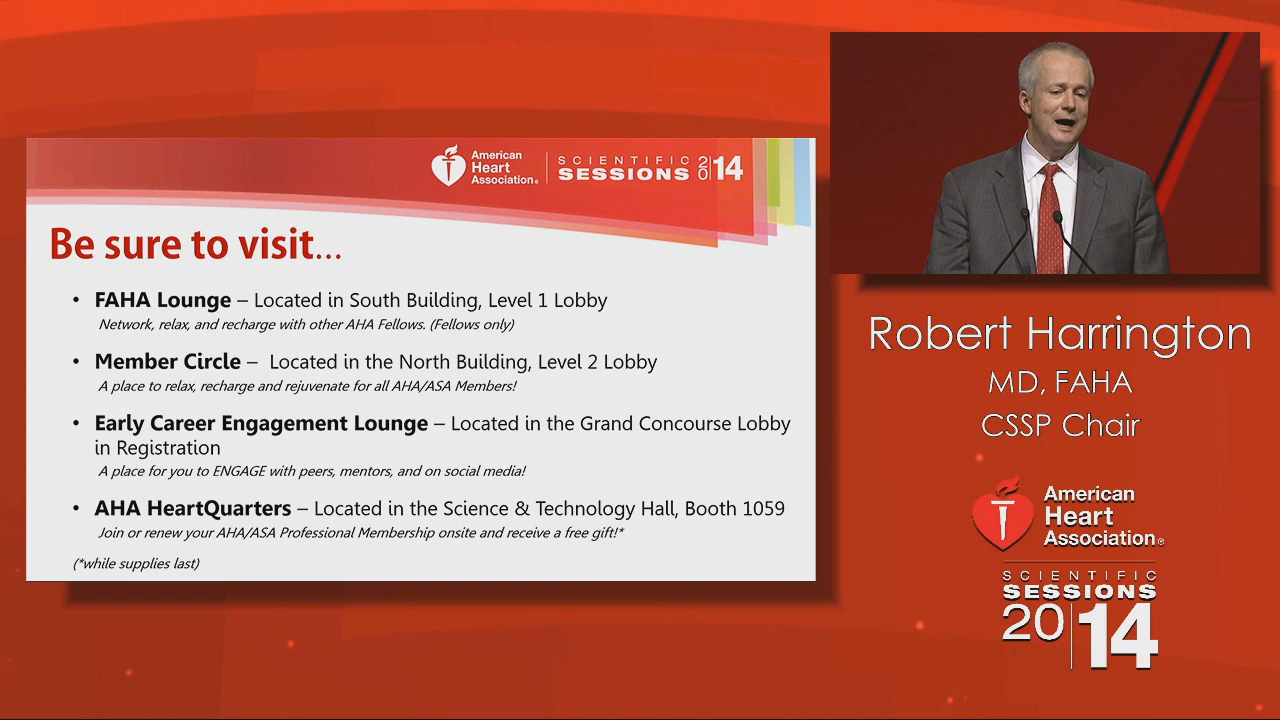 American
Heart
Association®
SCIENTIFIC
SESSIONS
2014
Be sure to visit...
• FAHA Lounge – Located in South Building, Level 1 Lobby
Network, relax, and recharge with other AHA Fellows. (Fellows only)
• Member Circle – Located in the North Building, Level 2 Lobby
A place to relax, recharge and rejuvenate for all AHA/ASA Members!
• Early Career Engagement Lounge – Located in the Grand Concourse Lobby
in Registration
A place for you to ENGAGE with peers, mentors, and on social media!
• AHA HeartQuarters – Located in the Science & Technology Hall, Booth 1059
Join or renew your AHA/ASA Professional Membership onsite and receive a free gift!*
(*while supplies last)
Robert Harrington
MD, FAHA
CSSP Chair
American
Heart
Association®
SCIENTIFIC
SESSIONS
20|14